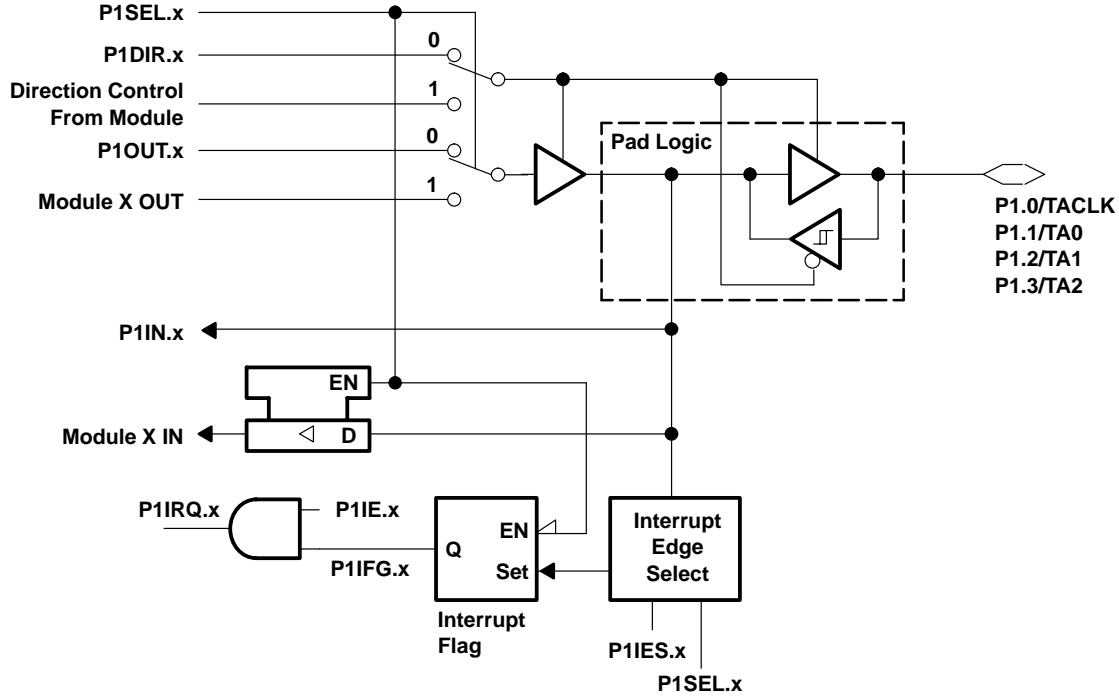 P1SEL.x
0
P1DIR.x
Direction Control
From Module
1
0
P1OUT.x
Module X OUT
1
Pad Logic
P1.0/TACLK
P1.1/TA0
P1.2/TA1
P1.3/TA2
P1IN.x
EN
Module X IN
D
P1IRQ.x
P1IE.x
P1IFG.x
Q
EN
Set
Interrupt
Flag
Interrupt
Edge
Select
P1IES.x
P1SEL.x